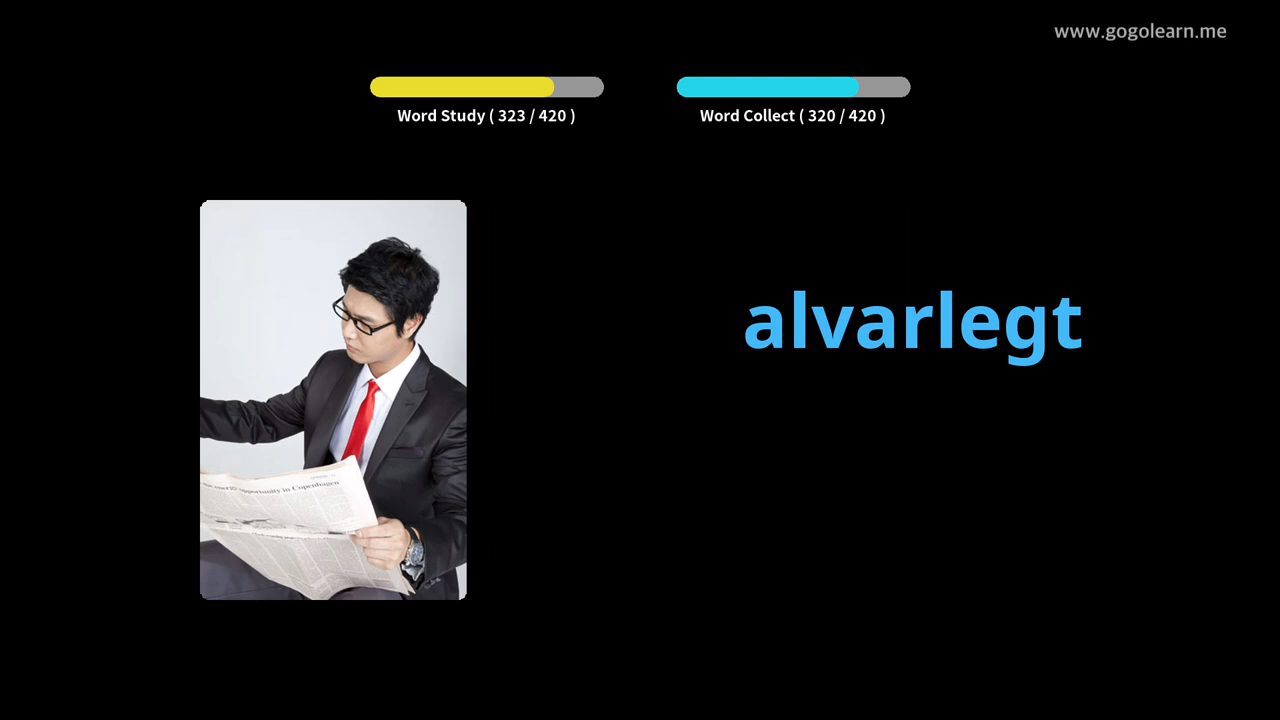 www.gogolearn.me
Word Study ( 323 / 420 )
Word Collect ( 320 / 420 )
alvarlegt
opportunity in Copenhagen